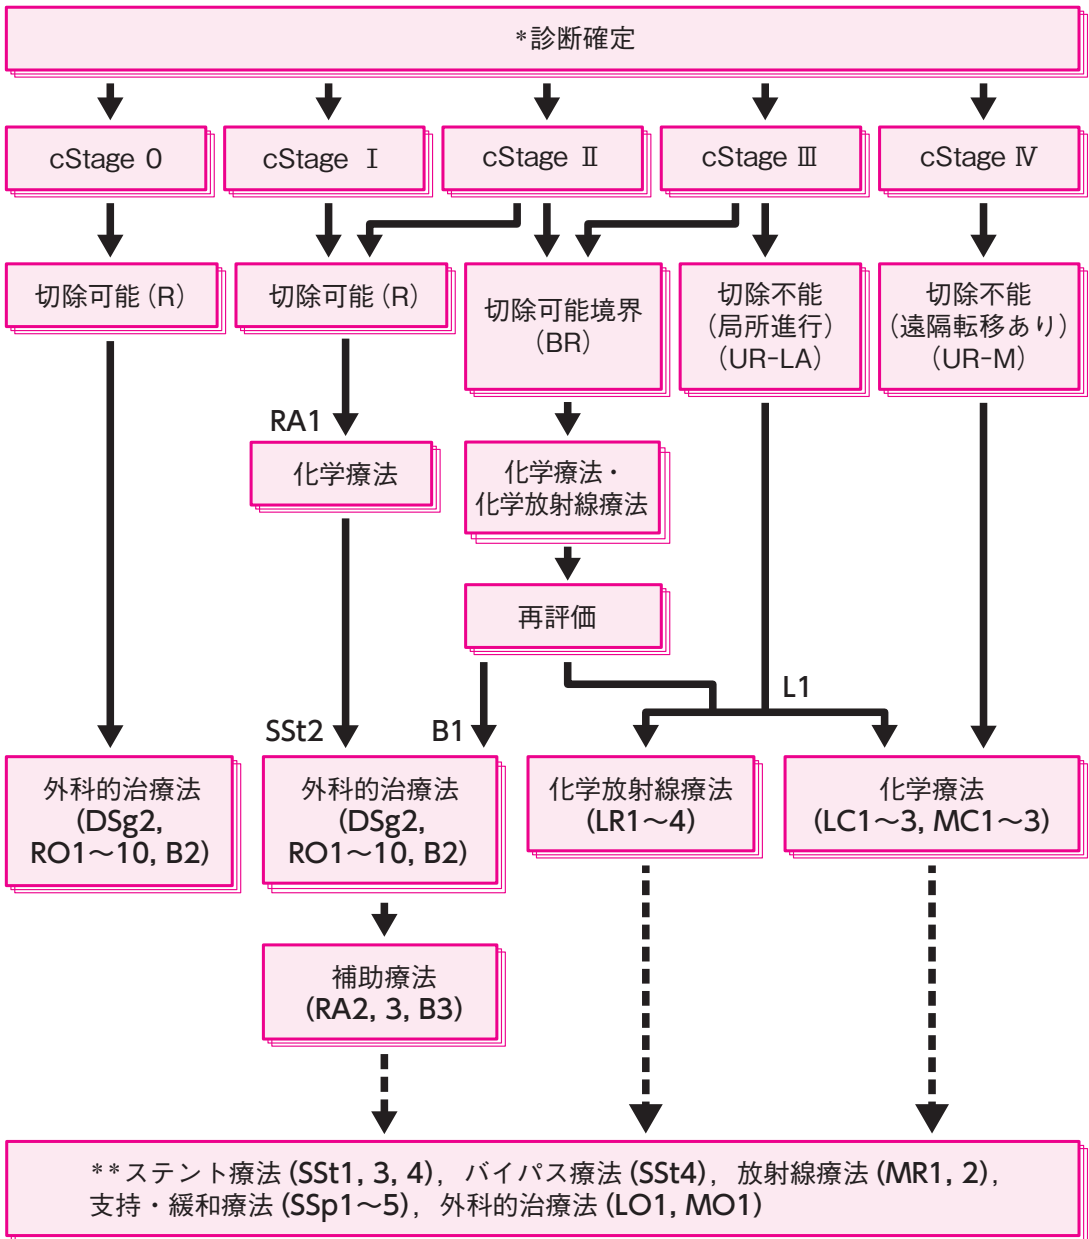 *診断確定
cStage 0
cStage Ⅰ
cStage Ⅱ
cStage Ⅲ
cStage Ⅳ
切除可能(R)
切除可能(R)
切除可能境界
(BR)
切除不能
(局所進行)
(UR-LA)
切除不能
(遠隔転移あり)
(UR-M)
RA1
化学療法
化学療法・
化学放射線療法
再評価
L1
SSt2
B1
外科的治療法
(DSg2,
RO1〜10, B2)
外科的治療法
(DSg2,
RO1〜10, B2)
化学放射線療法
(LR1〜4)
化学療法
(LC1〜3, MC1〜3)
補助療法
(RA2, 3, B3)
**ステント療法(SSt1, 3, 4), バイパス療法(SSt4), 放射線療法(MR1, 2),
支持・緩和療法(SSp1〜5), 外科的治療法(LO1, MO1)